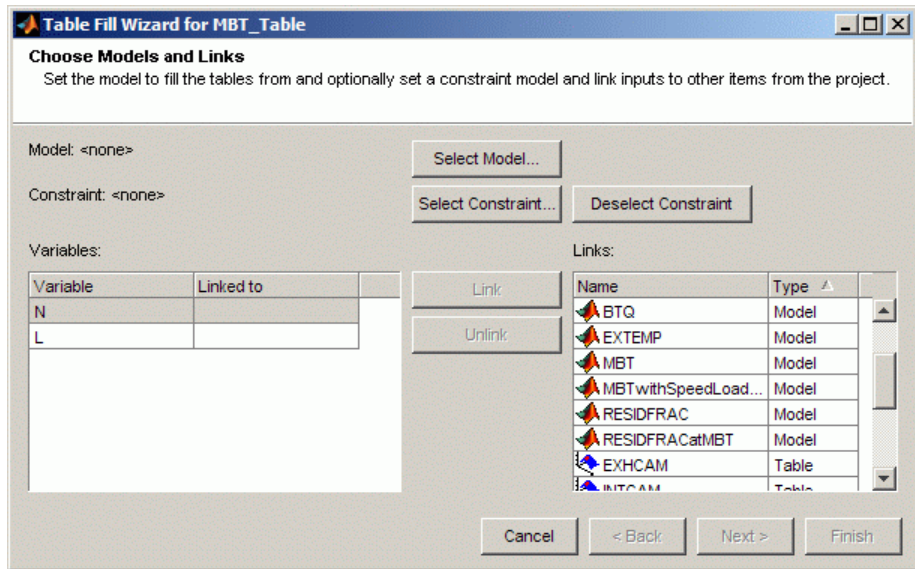 Table Fill Wizard for MBT_Table
Choose Models and Links
Set the model to fill the tables from and optionally set a constraint model and link inputs to other items from the project.
Model: <none>
Select Model...
Constraint: <none>
Select Constraint...
Deselect Constraint
Variables:
Links:
Variable Linked to
Link
Name Type
N
BTQ Model
L
Unlink
EXTEMP Model
MBT Model
MBTwithSpeedLoad... Model
RESIDFRAC Model
RESIDFRACatMBT Model
EXHCAM Table
INTCAM Table
Cancel
< Back
Next >
Finish